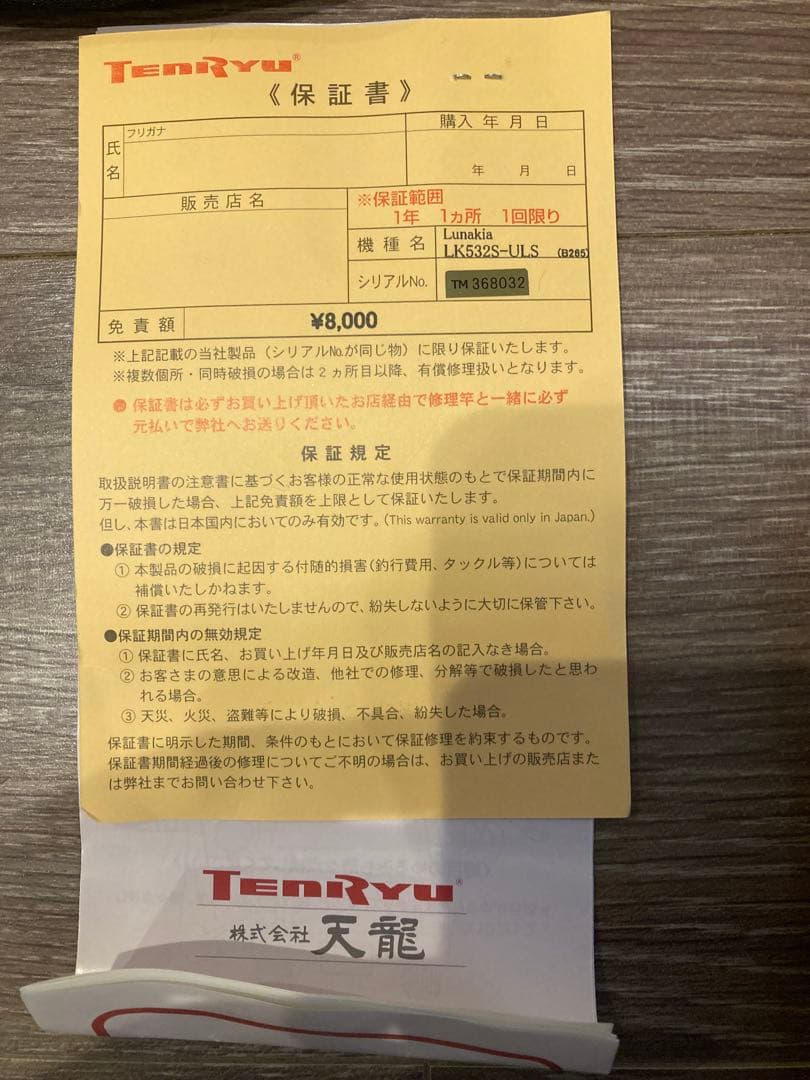 TENRYU®
《保証書》
フリガナ
氏名
購入年月日
年 月 日
販売店名
※保証範囲
1年 1ヵ所 1回限り
機種名
Lunakia
LK532S-ULS (B265)
シリアルNo.
TM 368032
免責額
¥8,000
※上記記載の当社製品（シリアルNo.が同じ物）に限り保証いたします。
※複数個所・同時破損の場合は2ヵ所目以降、有償修理扱いとなります。
●保証書は必ずお買い上げ頂いたお店経由で修理竿と一緒に必ず
元払いで弊社へお送りください。
保証規定
取扱説明書の注意書に基づくお客様の正常な使用状態のもとで保証期間内に
万一破損した場合、上記免責額を上限として保証いたします。
但し、本書は日本国内においてのみ有効です。(This warranty is valid only in Japan.)
●保証書の規定
① 本製品の破損に起因する付随的損害(釣行費用、タックル等)については
補償いたしかねます。
② 保証書の再発行はいたしませんので、紛失しないように大切に保管下さい。
●保証期間内の無効規定
① 保証書に氏名、お買い上げ年月日及び販売店名の記入なき場合。
② お客さまの意思による改造、他社での修理、分解等で破損したと思わ
れる場合。
③ 天災、火災、盗難等により破損、不具合、紛失した場合。
保証書に明示した期間、条件のもとにおいて保証修理を約束するものです。
保証書期間経過後の修理についてご不明の場合は、お買い上げの販売店また
は弊社までお問い合わせ下さい。
TENRYU®
株式会社 天龍